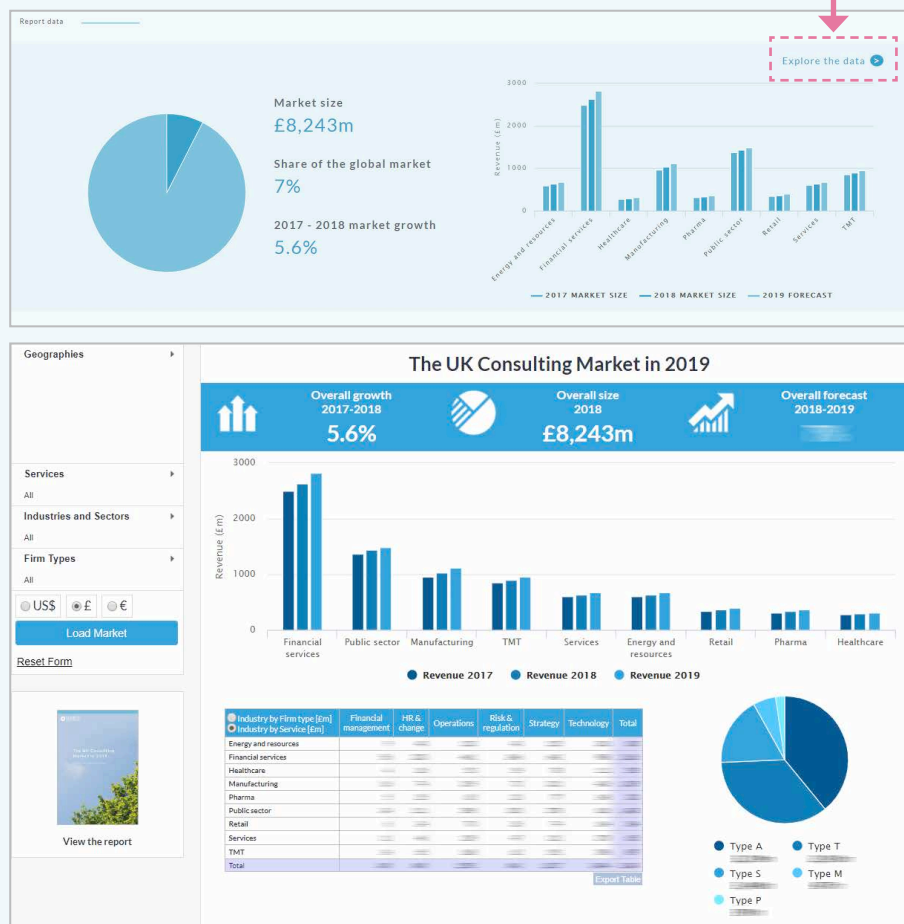 Report data
Explore the data
Market size
£8,243m
Share of the global market
7%
2017 - 2018 market growth
5.6%
3000
2000
1000
0
Revenue (£m)
Energy and resources
Financial services
Healthcare
Manufacturing
Pharma
Public sector
Retail
Services
TMT
2017 MARKET SIZE 2018 MARKET SIZE 2019 FORECAST
Geographies
Services
All
Industries and Sectors
All
Firm Types
All
US$ £ €
Load Market
Reset Form
View the report
The UK Consulting Market in 2019
Overall growth
2017-2018
5.6%
Overall size
2018
£8,243m
Overall forecast
2018-2019
3000
2000
1000
0
Revenue (£m)
Financial services
Public sector
Manufacturing
TMT
Services
Energy and resources
Retail
Pharma
Healthcare
Revenue 2017 Revenue 2018 Revenue 2019
Industry by Firm type [£m]
Industry by Service [£m]
Financial management
HR & change
Operations
Risk & regulation
Strategy
Technology
Total
Energy and resources
Financial services
Healthcare
Manufacturing
Pharma
Public sector
Retail
Services
TMT
Total
Export Table
Type A Type T
Type S Type M
Type P